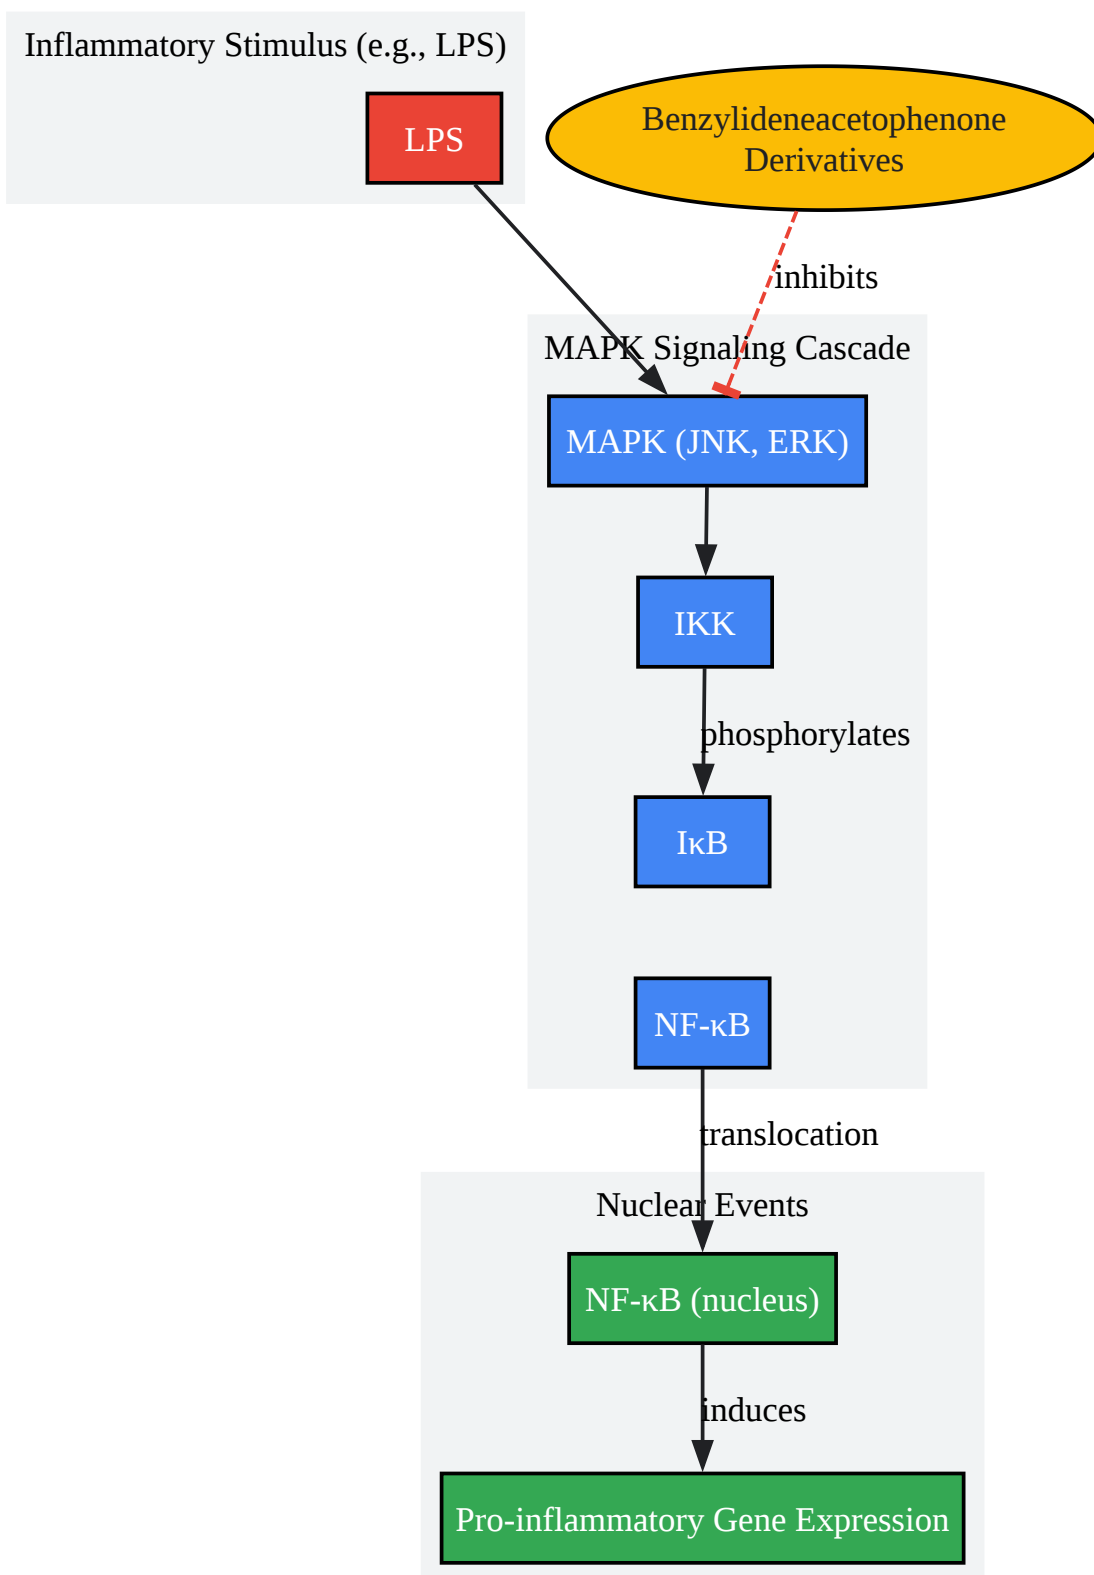 Inflammatory Stimulus (e.g., LPS)
LPS
Benzylideneacetophenone
Derivatives
inhibits
MAPK Signaling Cascade
MAPK (JNK, ERK)
IKK
phosphorylates
IκB
NF-κB
translocation
Nuclear Events
NF-κB (nucleus)
induces
Pro-inflammatory Gene Expression